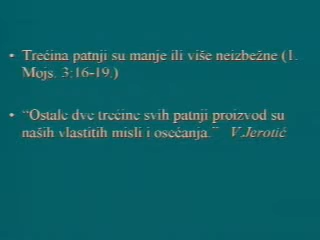 • Trećina patnji su manje ili više neizbežne (1.
Mojs. 3:16-19.)
• “Ostale dve trećine svih patnji proizvod su
naših vlastitih misli i osećanja.” V.Jerotić